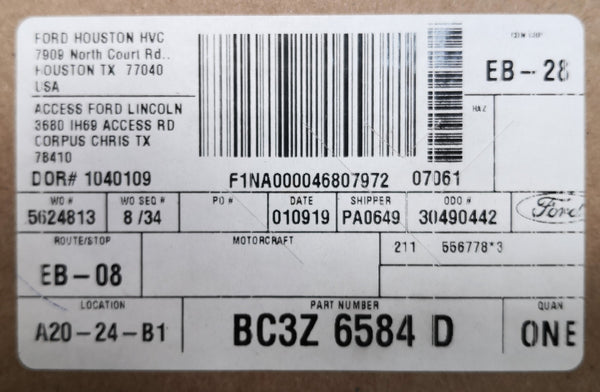 FORD HOUSTON HVC
7909 North Court Rd..
HOUSTON TX 77040
USA
EB-28
HAZ
ACCESS FORD LINCOLN
3680 IH69 ACCESS RD
CORPUS CHRIS TX
78410
DOR# 1040109
F1NA000046807972 07061
WO # WO SEQ # PO # DATE SHIPPER ODO #
5624813 8 /34 010919 PA0649 30490442 Ford
ROUTE/STOP MOTORCRAFT
211 556778*3
EB-08
LOCATION PART NUMBER QUAN
A20-24-B1 BC3Z 6584 D ONE